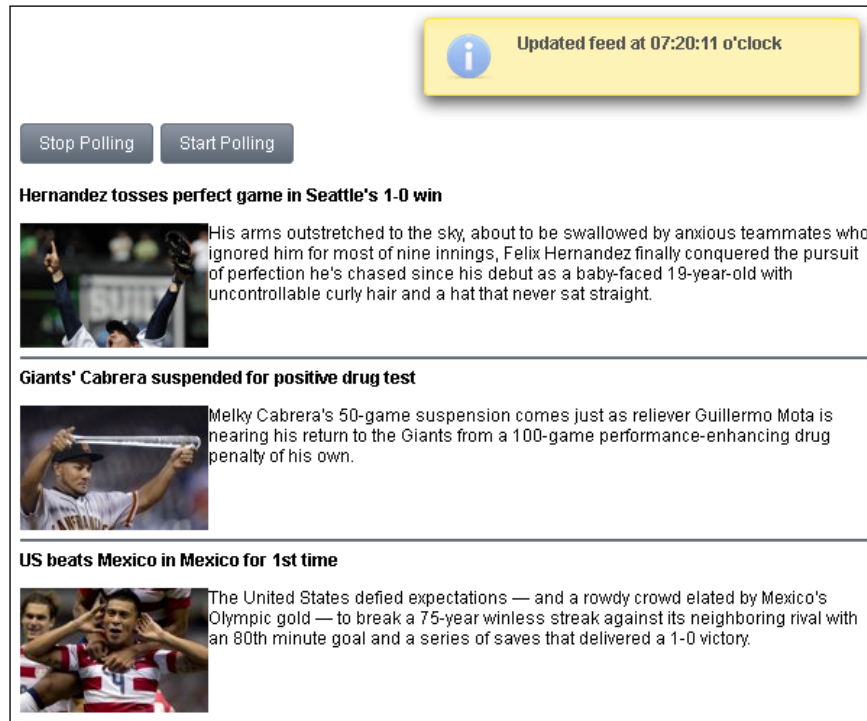 Updated feed at 07:20:11 o'clock
Stop Polling
Start Polling
Hernandez tosses perfect game in Seattle's 1-0 win
His arms outstretched to the sky, about to be swallowed by anxious teammates who
ignored him for most of nine innings, Felix Hernandez finally conquered the pursuit
of perfection he's chased since his debut as a baby-faced 19-year-old with
uncontrollable curly hair and a hat that never sat straight.
Giants' Cabrera suspended for positive drug test
Melky Cabrera's 50-game suspension comes just as reliever Guillermo Mota is
nearing his return to the Giants from a 100-game performance-enhancing drug
penalty of his own.
US beats Mexico in Mexico for 1st time
The United States defied expectations — and a rowdy crowd elated by Mexico's
Olympic gold — to break a 75-year winless streak against its neighboring rival with
an 80th minute goal and a series of saves that delivered a 1-0 victory.
4